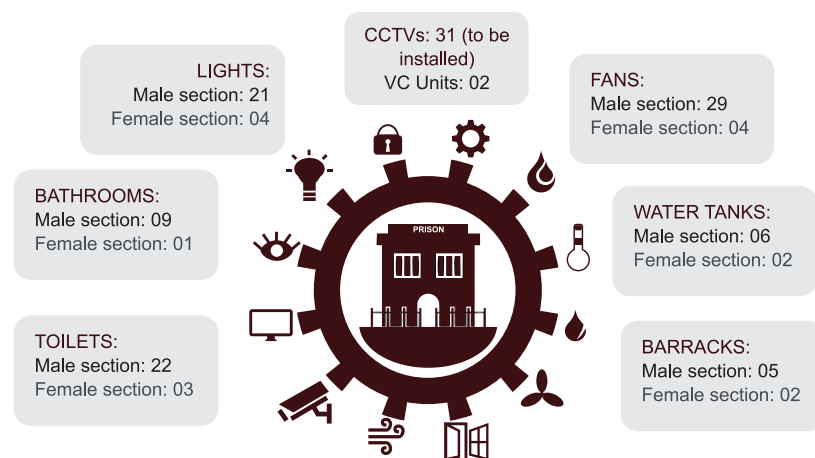 CCTVs: 31 (to be
installed)
VC Units: 02
LIGHTS:
Male section: 21
Female section: 04
FANS:
Male section: 29
Female section: 04
BATHROOMS:
Male section: 09
Female section: 01
PRISON
WATER TANKS:
Male section: 06
Female section: 02
TOILETS:
Male section: 22
Female section: 03
BARRACKS:
Male section: 05
Female section: 02